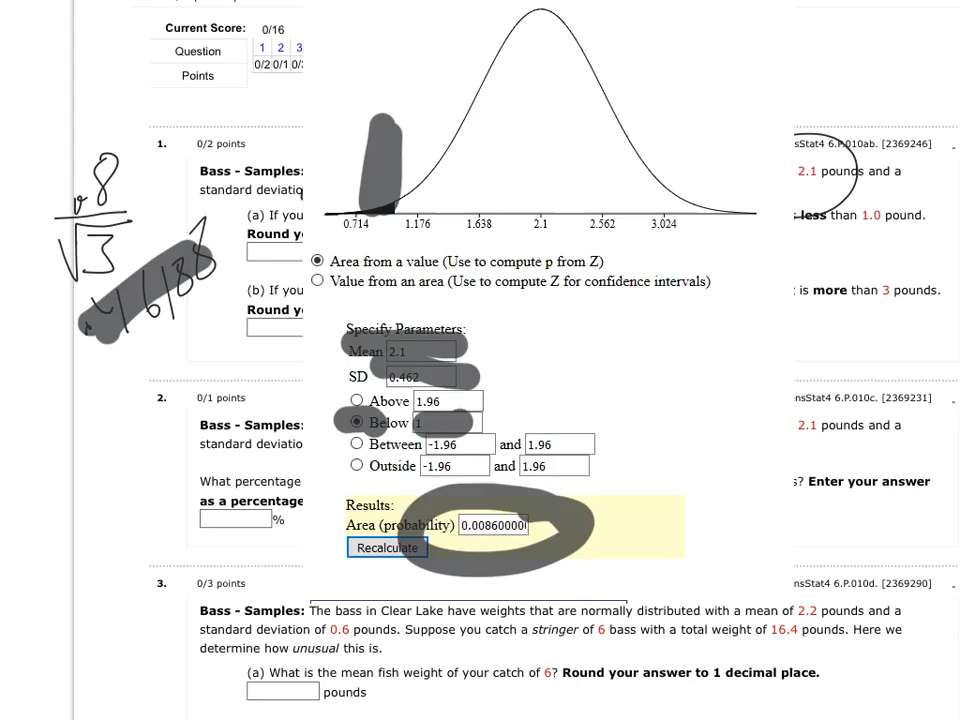 Current Score: 0/16
Question 1 2 3
Points 0/2 0/1
1. 0/2 points sStat4 6.P.010ab. [2369246]
Bass - Samples: 2.1 pounds and a
standard
(a) If you less than 1.0 pound.
Round
(b) If you is more than 3 pounds.
Round
.8
√3
.46188
0.714 1.176 1.638 2.1 2.562 3.024
Area from a value (Use to compute p from Z)
Value from an area (Use to compute Z for confidence intervals)
Specify Parameters:
Mean 2.1
SD 0.462
Above 1.96
Below 1
Between -1.96 and 1.96
Outside -1.96 and 1.96
Results:
Area (probability) 0.00860000
Recalculate
2. 0/1 points nsStat4 6.P.010c. [2369231]
Bass - Samples: 2.1 pounds and a
standard deviatio
What percentage s? Enter your answer
as a percentage
%
3. 0/3 points nsStat4 6.P.010d. [2369290]
Bass - Samples: The bass in Clear Lake have weights that are normally distributed with a mean of 2.2 pounds and a
standard deviation of 0.6 pounds. Suppose you catch a stringer of 6 bass with a total weight of 16.4 pounds. Here we
determine how unusual this is.
(a) What is the mean fish weight of your catch of 6? Round your answer to 1 decimal place.
pounds